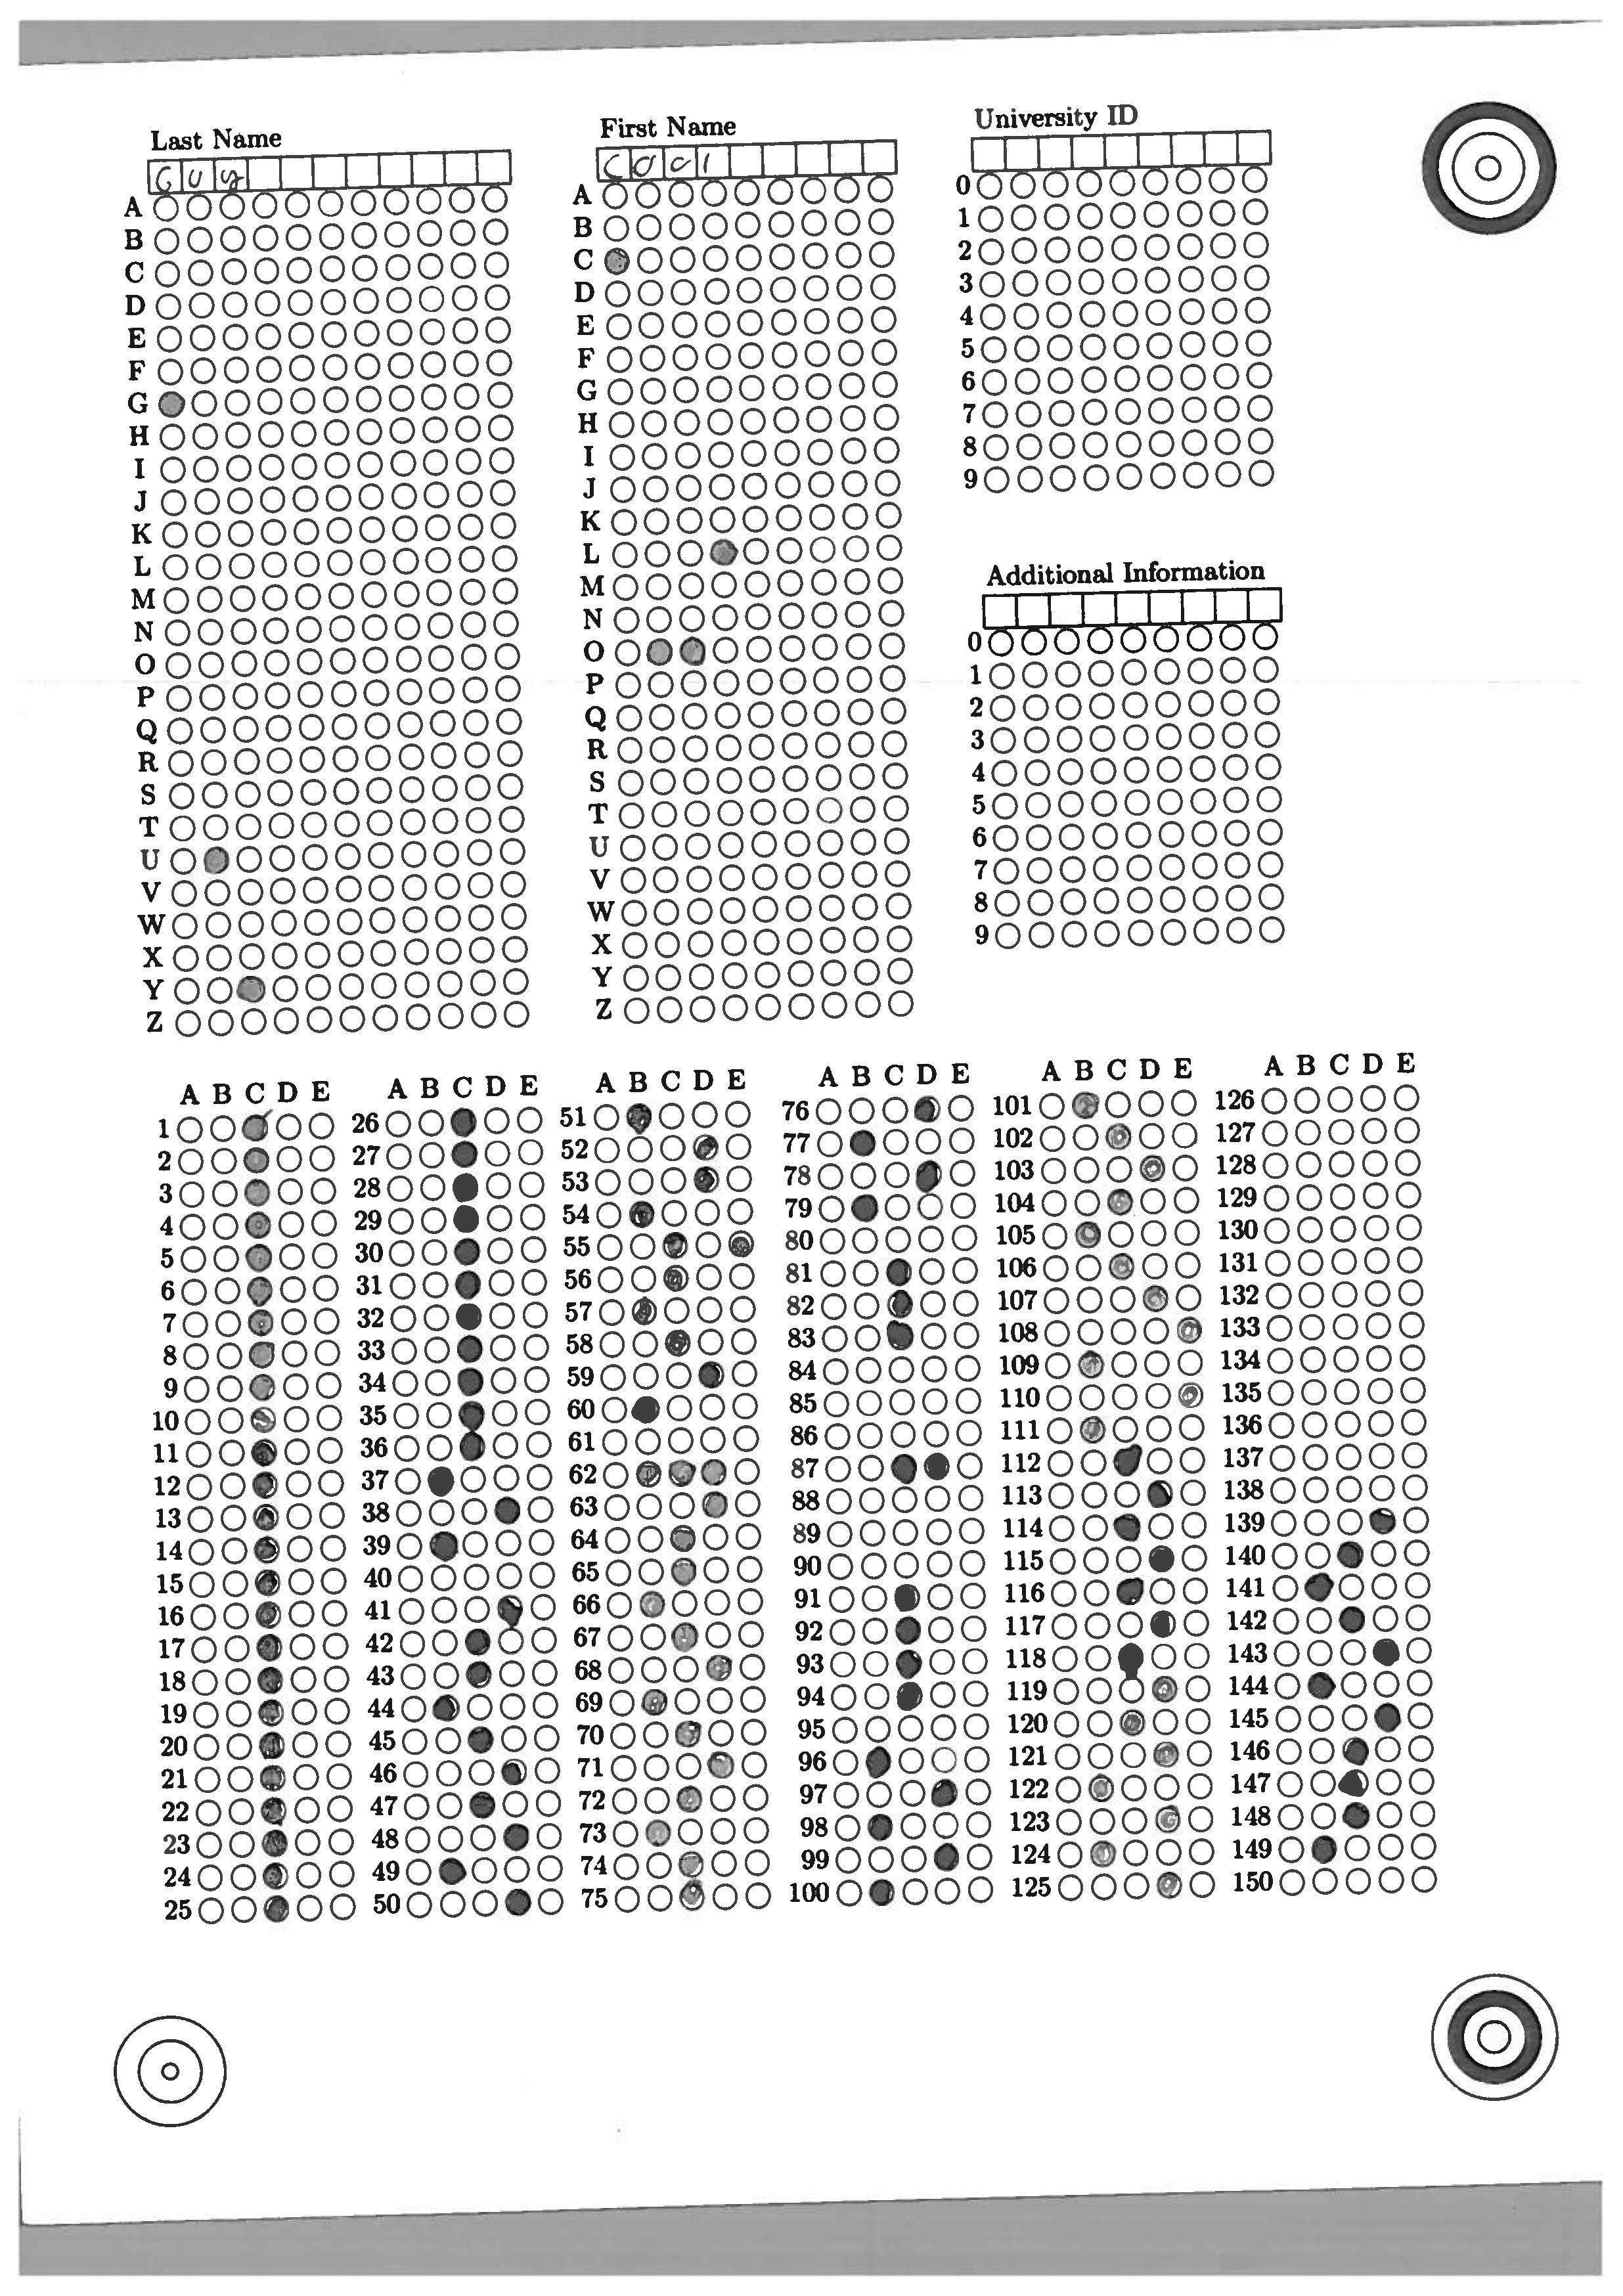 Last Name
First Name
University ID
G u y
C o o l
A
B
C
D
E
F
G
H
I
J
K
L
M
N
O
P
Q
R
S
T
U
V
W
X
Y
Z
A
B
C
D
E
F
G
H
I
J
K
L
M
N
O
P
Q
R
S
T
U
V
W
X
Y
Z
0
1
2
3
4
5
6
7
8
9
Additional Information
0
1
2
3
4
5
6
7
8
9
A B C D E A B C D E A B C D E A B C D E A B C D E A B C D E
1 26 51 76 101 126
2 27 52 77 102 127
3 28 53 78 103 128
4 29 54 79 104 129
5 30 55 80 105 130
6 31 56 81 106 131
7 32 57 82 107 132
8 33 58 83 108 133
9 34 59 84 109 134
10 35 60 85 110 135
11 36 61 86 111 136
12 37 62 87 112 137
13 38 63 88 113 138
14 39 64 89 114 139
15 40 65 90 115 140
16 41 66 91 116 141
17 42 67 92 117 142
18 43 68 93 118 143
19 44 69 94 119 144
20 45 70 95 120 145
21 46 71 96 121 146
22 47 72 97 122 147
23 48 73 98 123 148
24 49 74 99 124 149
25 50 75 100 125 150